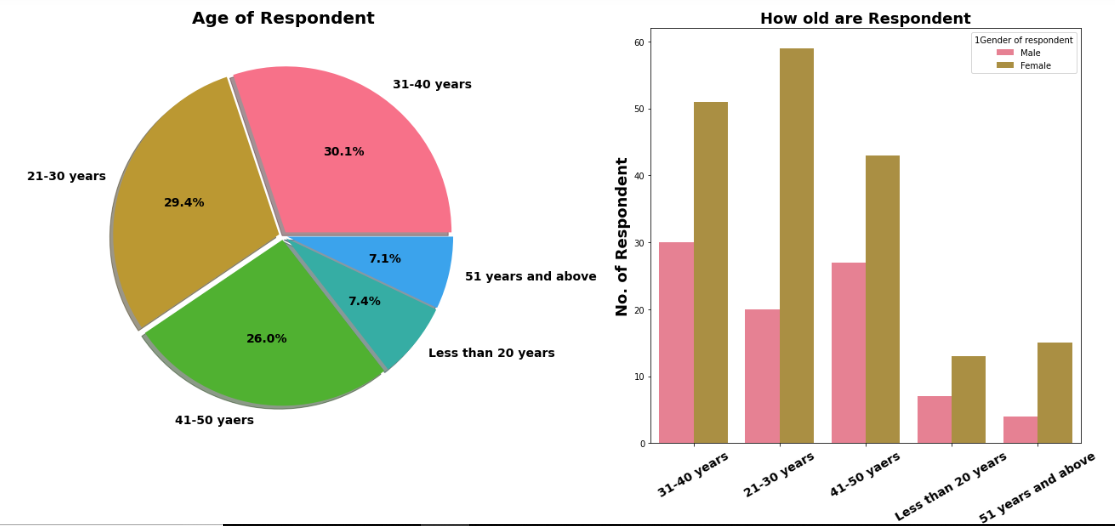 Age of Respondent
31-40 years
30.1%
21-30 years
29.4%
7.1%
51 years and above
7.4%
26.0%
Less than 20 years
41-50 yaers
How old are Respondent
1Gender of respondent
Male
Female
No. of Respondent
60
50
40
30
20
10
0
31-40 years
21-30 years
41-50 yaers
Less than 20 years
51 years and above